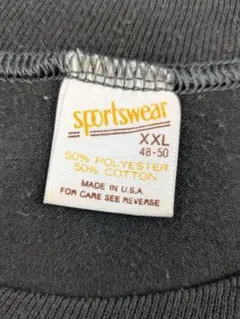 sportswear
XXL
48-50
50% POLYESTER
50% COTTON
MADE IN U.S.A.
FOR CARE SEE REVERSE